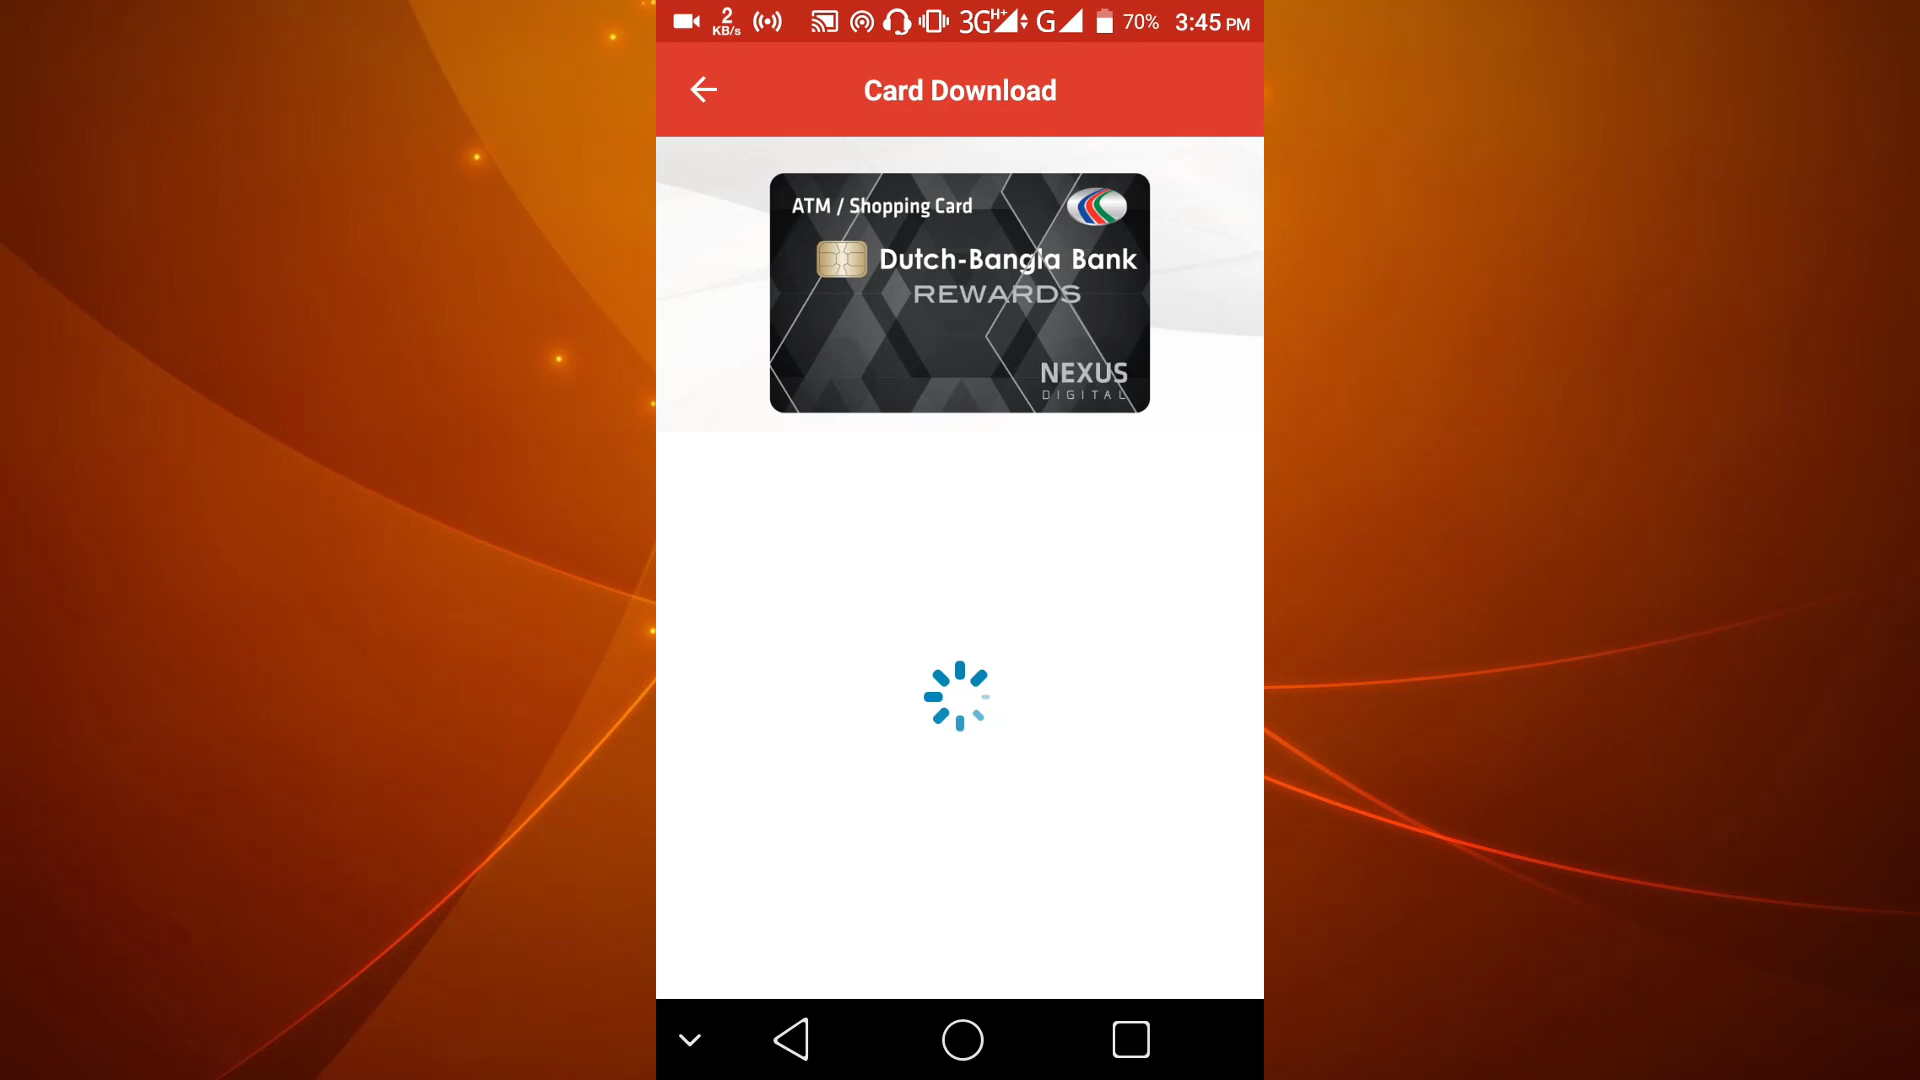 2 KB/s 3G H+ G 70% 3:45 PM
Card Download
ATM / Shopping Card
Dutch-Bangla Bank
REWARDS
NEXUS
DIGITAL